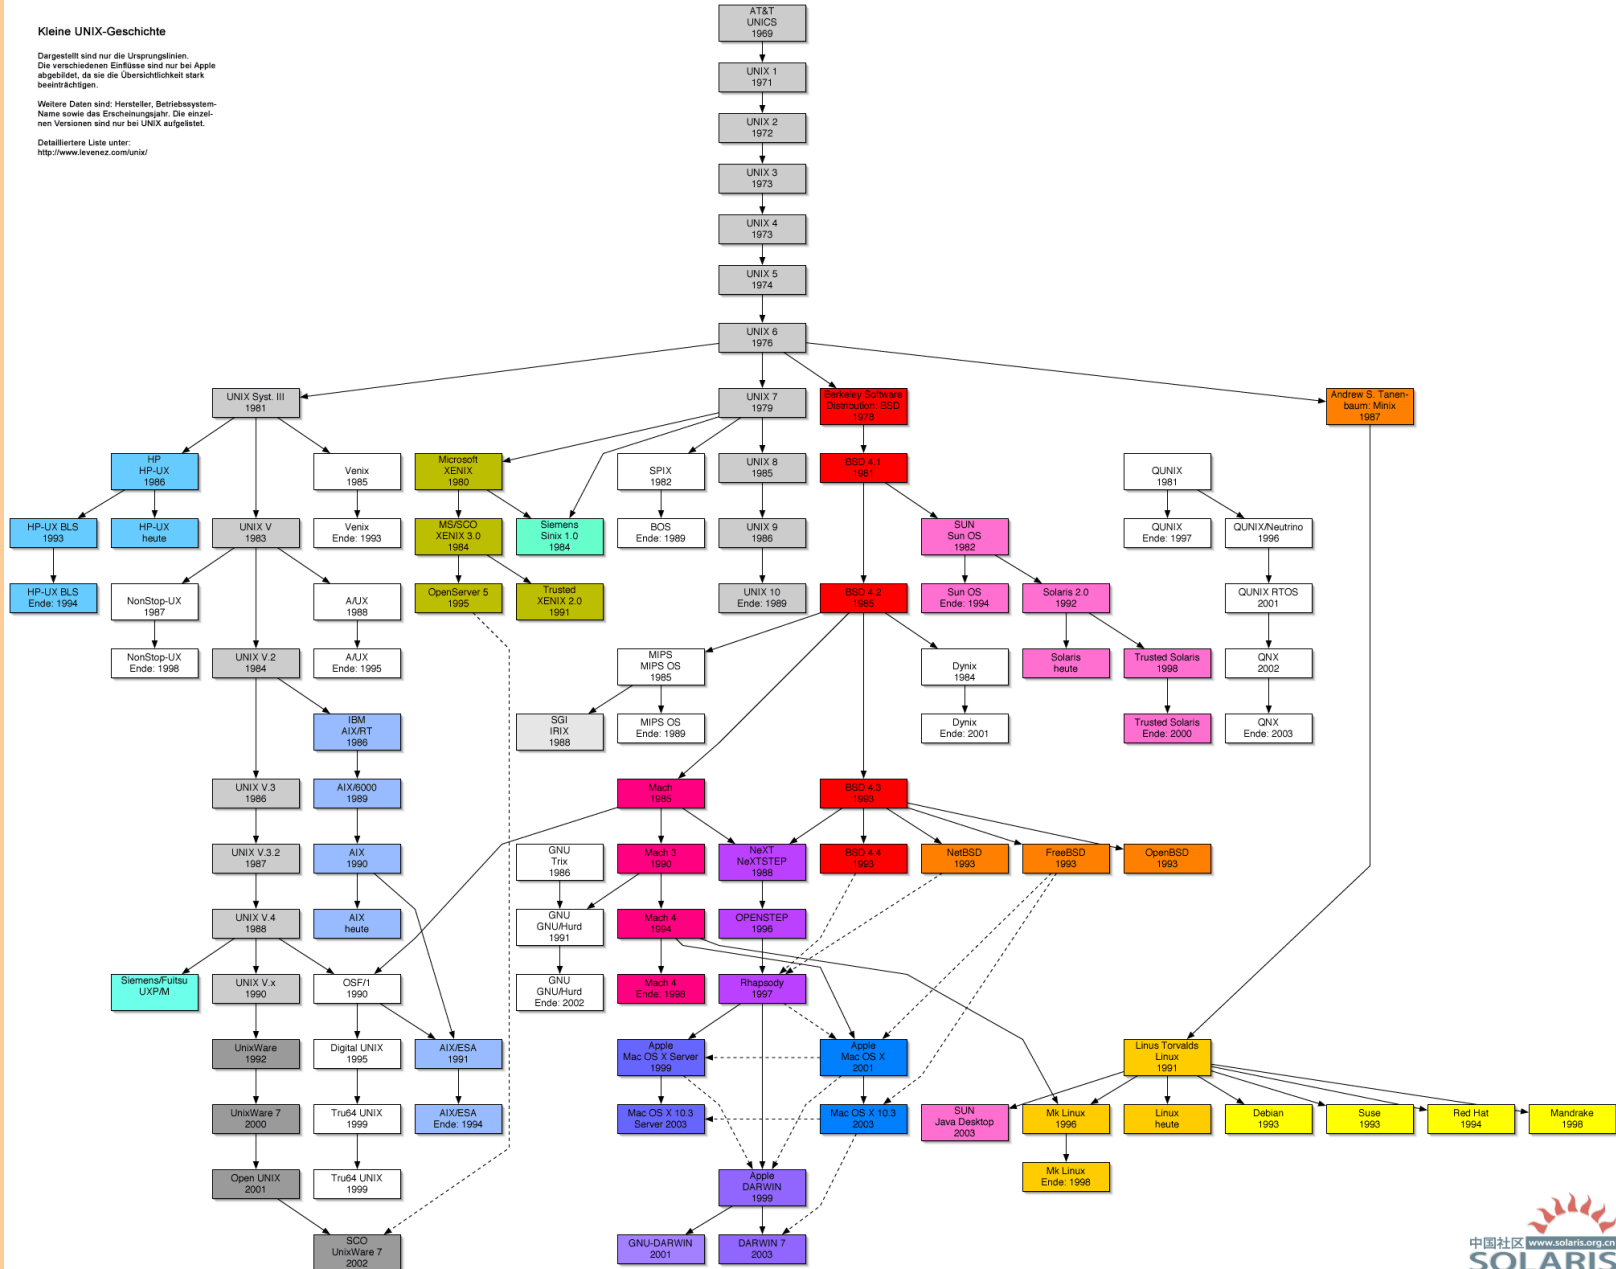 Kleine UNIX-Geschichte
Dargestellt sind nur die Ursprungslinien.
Die verschiedenen Einflüsse sind nur bei Apple
abgebildet, da sie die Übersichtlichkeit stark
beeinträchtigen.
Weitere Daten sind: Hersteller, Betriebssystem-
Name sowie das Erscheinungsjahr. Die einzel-
nen Versionen sind nur bei UNIX aufgelistet.
Detailliertere Liste unter:
http://www.levenez.com/unix/
AT&T
UNICS
1969
UNIX 1
1971
UNIX 2
1972
UNIX 3
1973
UNIX 4
1973
UNIX 5
1974
UNIX 6
1976
UNIX Syst. III
1981
UNIX 7
1979
Berkeley Software
Distribution: BSD
1978
Andrew S. Tanen-
baum: Minix
1987
HP
HP-UX
1986
Venix
1985
Microsoft
XENIX
1980
SPIX
1982
UNIX 8
1985
BSD 4.1
1981
QUNIX
1981
HP-UX BLS
1993
HP-UX
heute
UNIX V
1983
Venix
Ende: 1993
MS/SCO
XENIX 3.0
1984
Siemens
Sinix 1.0
1984
BOS
Ende: 1989
UNIX 9
1986
SUN
Sun OS
1982
QUNIX
Ende: 1997
QUNIX/Neutrino
1996
HP-UX BLS
Ende: 1994
NonStop-UX
1987
A/UX
1988
OpenServer 5
1995
Trusted
XENIX 2.0
1991
UNIX 10
Ende: 1989
BSD 4.2
1985
Sun OS
Ende: 1994
Solaris 2.0
1992
QUNIX RTOS
2001
NonStop-UX
Ende: 1998
UNIX V.2
1984
A/UX
Ende: 1995
MIPS
MIPS OS
1985
Dynix
1984
Solaris
heute
Trusted Solaris
1998
QNX
2002
IBM
AIX/RT
1986
SGI
IRIX
1988
MIPS OS
Ende: 1989
Dynix
Ende: 2001
Trusted Solaris
Ende: 2000
QNX
Ende: 2003
UNIX V.3
1986
AIX/6000
1989
Mach
1985
BSD 4.3
1993
UNIX V.3.2
1987
AIX
1990
GNU
Trix
1986
Mach 3
1990
NeXT
NeXTSTEP
1988
BSD 4.4
1993
NetBSD
1993
FreeBSD
1993
OpenBSD
1993
UNIX V.4
1988
AIX
heute
GNU
GNU/Hurd
1991
Mach 4
1994
OPENSTEP
1996
Siemens/Fuitsu
UXP/M
UNIX V.x
1990
OSF/1
1990
GNU
GNU/Hurd
Ende: 2002
Mach 4
Ende: 1998
Rhapsody
1997
UnixWare
1992
Digital UNIX
1995
AIX/ESA
1991
Apple
Mac OS X Server
1999
Apple
Mac OS X
2001
Linus Torvalds
Linux
1991
UnixWare 7
2000
Tru64 UNIX
1999
AIX/ESA
Ende: 1994
Mac OS X 10.3
Server 2003
Mac OS X 10.3
2003
SUN
Java Desktop
2003
Mk Linux
1996
Linux
heute
Debian
1993
Suse
1993
Red Hat
1994
Mandrake
1998
Open UNIX
2001
Tru64 UNIX
1999
Apple
DARWIN
1999
Mk Linux
Ende: 1998
SCO
UnixWare 7
2002
GNU-DARWIN
2001
DARWIN 7
2003
中国社区 www.solaris.org.cn
SOLARIS